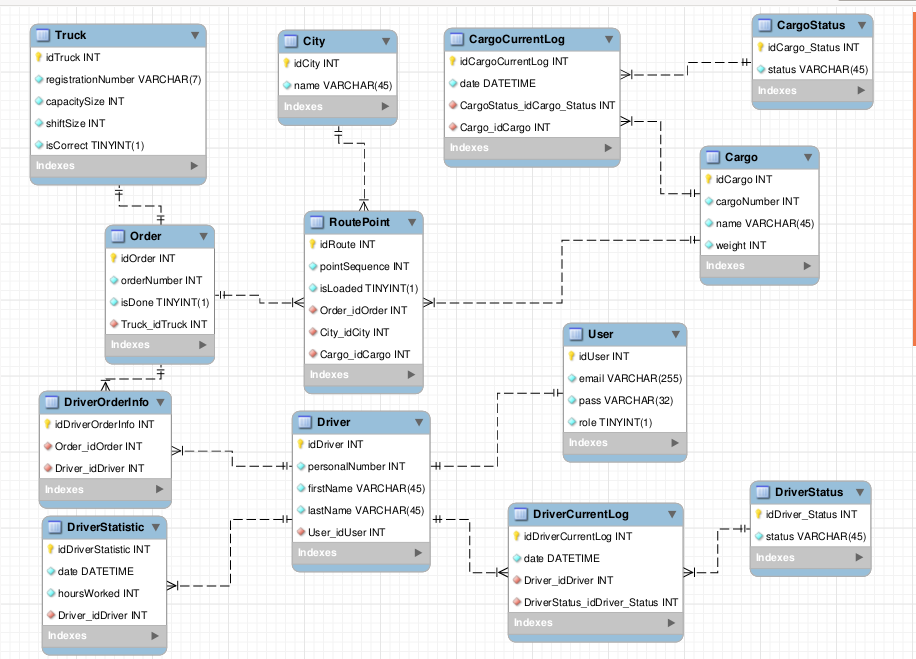 Truck
idTruck INT
registrationNumber VARCHAR(7)
capacitySize INT
shiftSize INT
isCorrect TINYINT(1)
Indexes
City
idCity INT
name VARCHAR(45)
Indexes
CargoCurrentLog
idCargoCurrentLog INT
date DATETIME
CargoStatus_idCargo_Status INT
Cargo_idCargo INT
Indexes
CargoStatus
idCargo_Status INT
status VARCHAR(45)
Indexes
Cargo
idCargo INT
cargoNumber INT
name VARCHAR(45)
weight INT
Indexes
Order
idOrder INT
orderNumber INT
isDone TINYINT(1)
Truck_idTruck INT
Indexes
RoutePoint
idRoute INT
pointSequence INT
isLoaded TINYINT(1)
Order_idOrder INT
City_idCity INT
Cargo_idCargo INT
Indexes
User
idUser INT
email VARCHAR(255)
pass VARCHAR(32)
role TINYINT(1)
Indexes
DriverOrderInfo
idDriverOrderInfo INT
Order_idOrder INT
Driver_idDriver INT
Indexes
Driver
idDriver INT
personalNumber INT
firstName VARCHAR(45)
lastName VARCHAR(45)
User_idUser INT
Indexes
DriverStatistic
idDriverStatistic INT
date DATETIME
hoursWorked INT
Driver_idDriver INT
Indexes
DriverCurrentLog
idDriverCurrentLog INT
date DATETIME
Driver_idDriver INT
DriverStatus_idDriver_Status INT
Indexes
DriverStatus
idDriver_Status INT
status VARCHAR(45)
Indexes